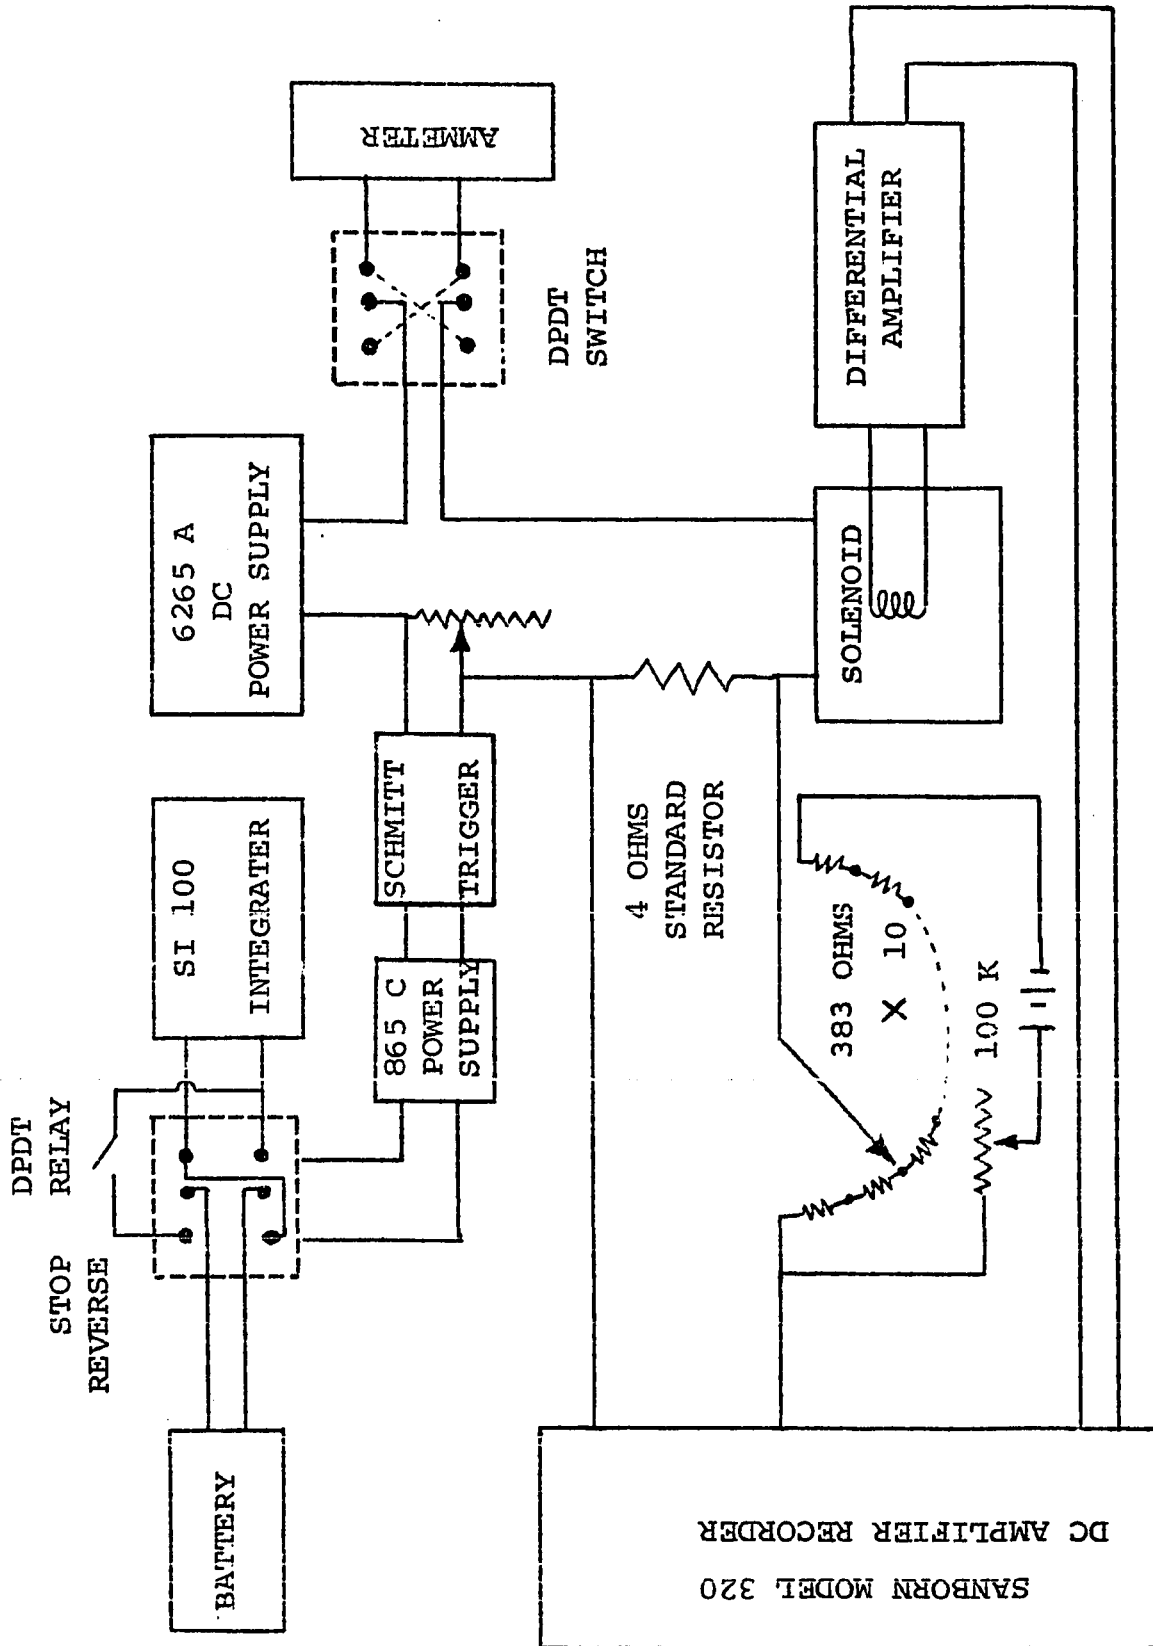 DPDT
STOP RELAY
REVERSE
BATTERY
SI 100
INTEGRATER
865 C
POWER
SUPPLY
SCHMITT
TRIGGER
6265 A
DC
POWER SUPPLY
AMMETER
DPDT
SWITCH
4 OHMS
STANDARD
RESISTOR
SOLENOID
DIFFERENTIAL
AMPLIFIER
383 OHMS
X 10
100 K
SANBORN MODEL 320
DC AMPLIFIER RECORDER